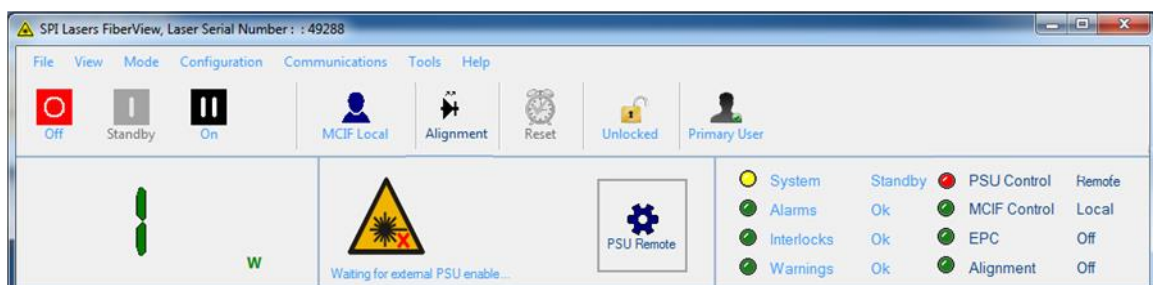 SPI Lasers FiberView, Laser Serial Number : : 49288
File View Mode Configuration Communications Tools Help
Off Standby On MCIF Local Alignment Reset Unlocked Primary User
1
W
Waiting for external PSU enable...
PSU Remote
System Standby PSU Control Remote
Alarms Ok MCIF Control Local
Interlocks Ok EPC Off
Warnings Ok Alignment Off